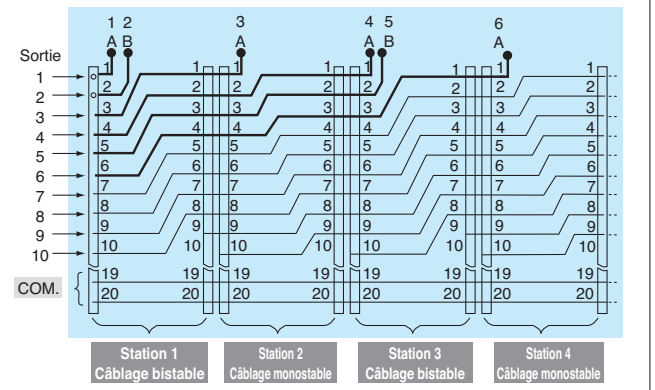 1 2 3 4 5 6
A B A A B A
Sortie
1 1 1 1 1 1 1 1
2 2 2 2 2 2 2 2
3 3 3 3 3 3 3 3
4 4 4 4 4 4 4 4
5 5 5 5 5 5 5 5
6 6 6 6 6 6 6 6
7 7 7 7 7 7 7 7
8 8 8 8 8 8 8 8
9 9 9 9 9 9 9 9
10 10 10 10 10 10 10 10
1
2
3
4
5
6
7
8
9
10
COM.
19 19 19 19 19 19 19 19
20 20 20 20 20 20 20 20
Station 1 Station 2 Station 3 Station 4
Câblage bistable Câblage monostable Câblage bistable Câblage monostable